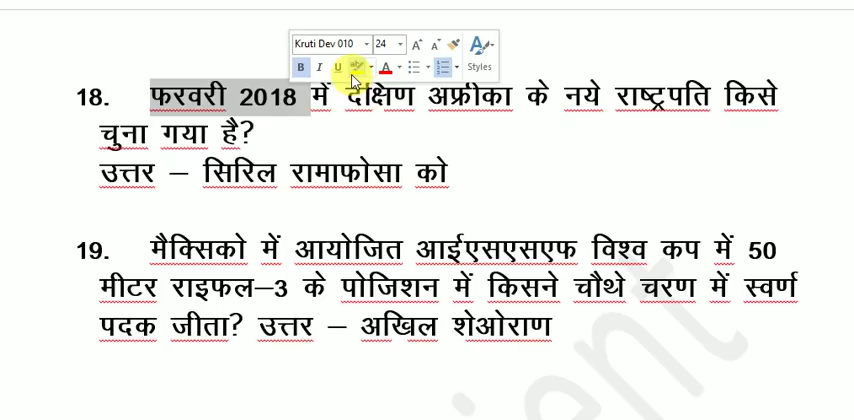 Kruti Dev 010 24
B I U abc A Styles
18. फरवरी 2018 में दक्षिण अफ्रीका के नये राष्ट्रपति किसे
चुना गया है?
उत्तर – सिरिल रामाफोसा को
19. मैक्सिको में आयोजित आईएसएसएफ विश्व कप में 50
मीटर राइफल–3 के पोजिशन में किसने चौथे चरण में स्वर्ण
पदक जीता? उत्तर – अखिल शेओराण